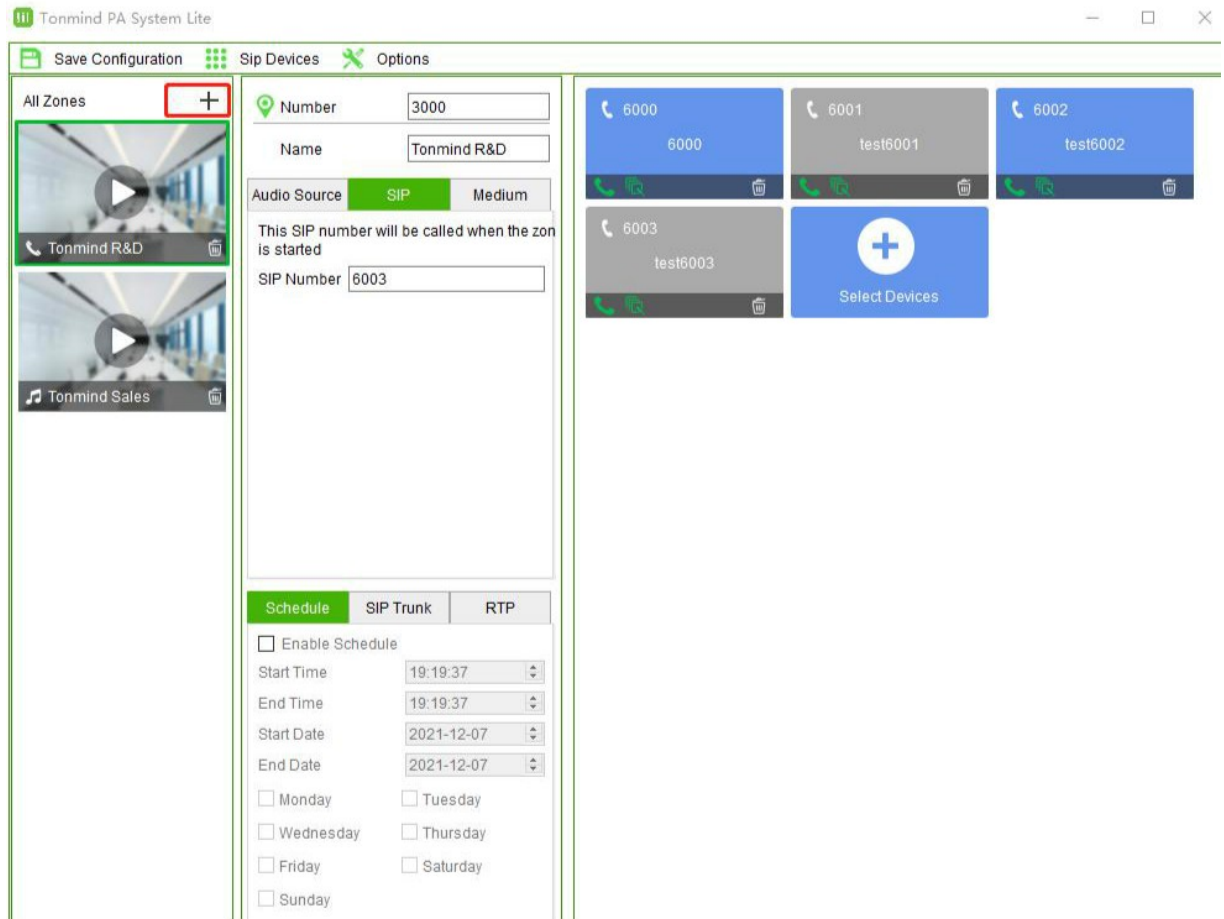 Tonmind PA System Lite
Save Configuration Sip Devices Options
All Zones
Tonmind R&D
Tonmind Sales
Number 3000
Name Tonmind R&D
Audio Source SIP Medium
This SIP number will be called when the zon
is started
SIP Number 6003
Schedule SIP Trunk RTP
Enable Schedule
Start Time 19:19:37
End Time 19:19:37
Start Date 2021-12-07
End Date 2021-12-07
Monday Tuesday
Wednesday Thursday
Friday Saturday
Sunday
6000
6000
6001
test6001
6002
test6002
6003
test6003
Select Devices